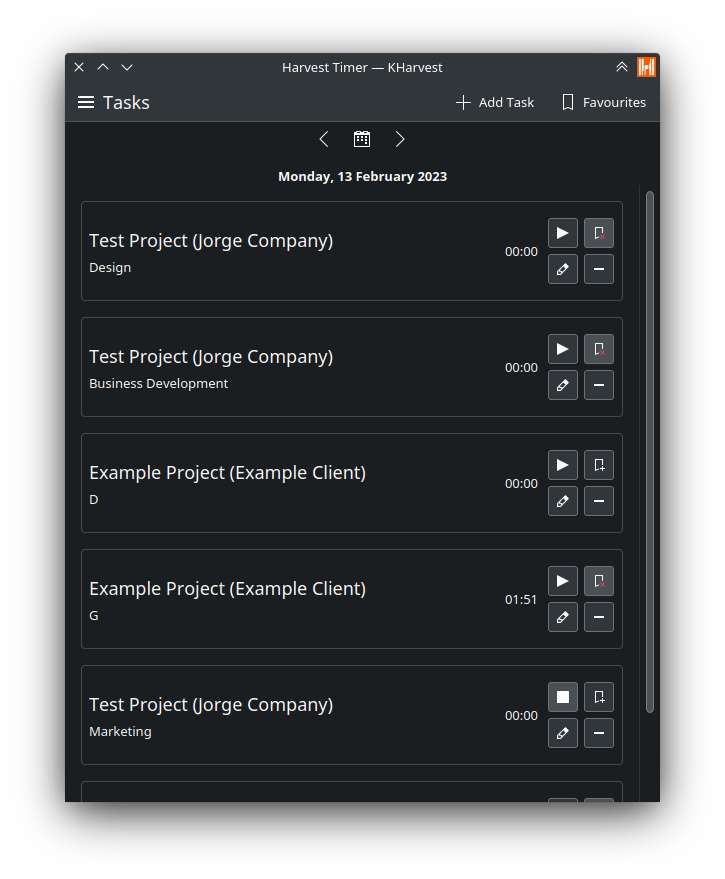 Harvest Timer — KHarvest
Tasks
Add Task
Favourites
Monday, 13 February 2023
Test Project (Jorge Company)
Design
00:00
Test Project (Jorge Company)
Business Development
00:00
Example Project (Example Client)
D
00:00
Example Project (Example Client)
G
01:51
Test Project (Jorge Company)
Marketing
00:00